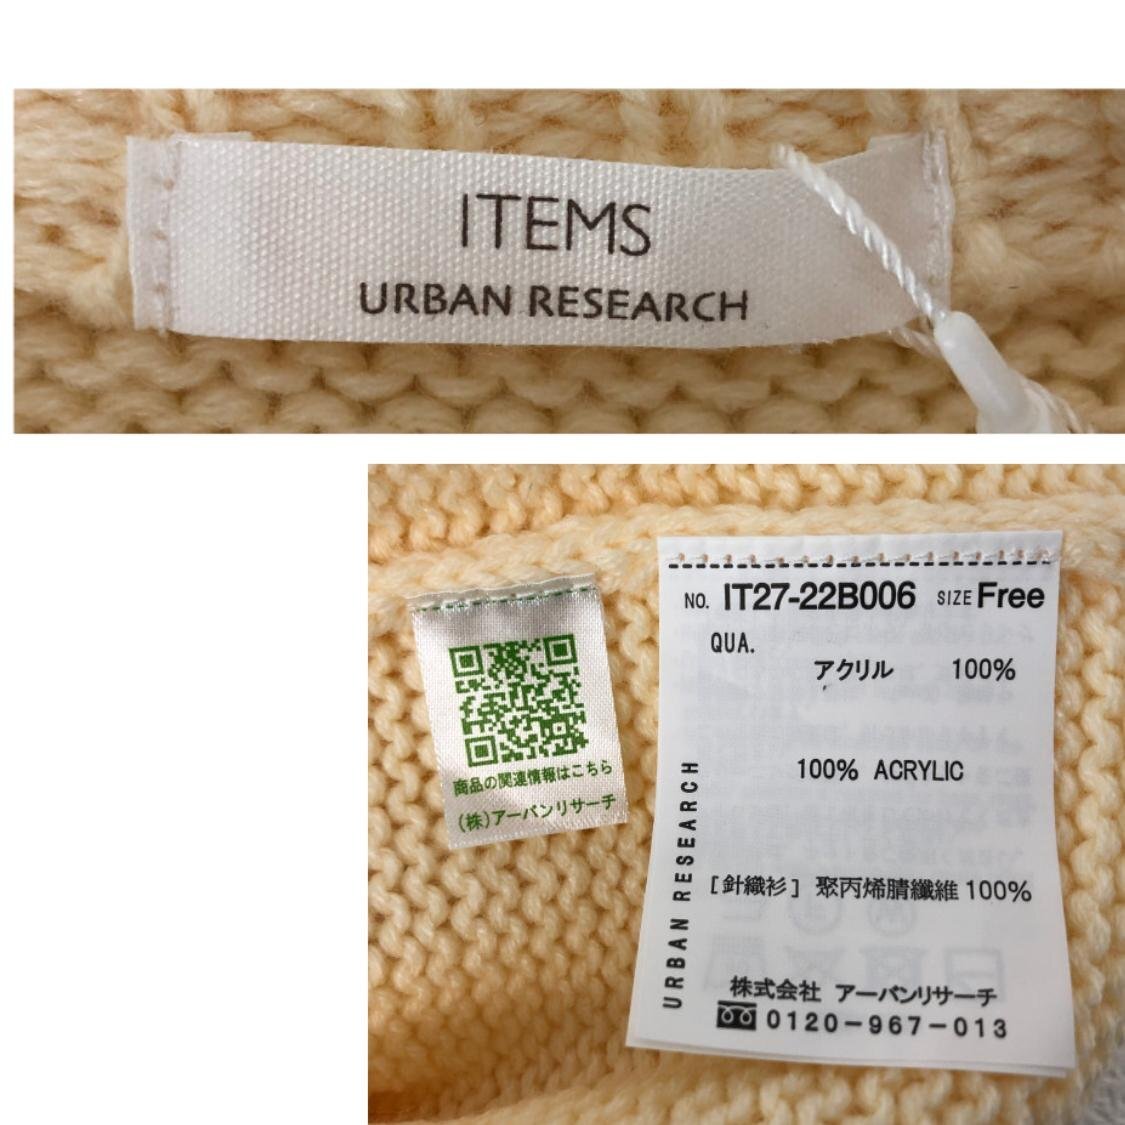 ITEMS
URBAN RESEARCH
商品の関連情報はこちら
(株)アーバンリサーチ
NO. IT27-22B006 SIZE Free
QUA.
アクリル 100%
100% ACRYLIC
[針織衫] 聚丙烯腈纖維 100%
URBAN RESEARCH
株式会社 アーバンリサーチ
0120-967-013